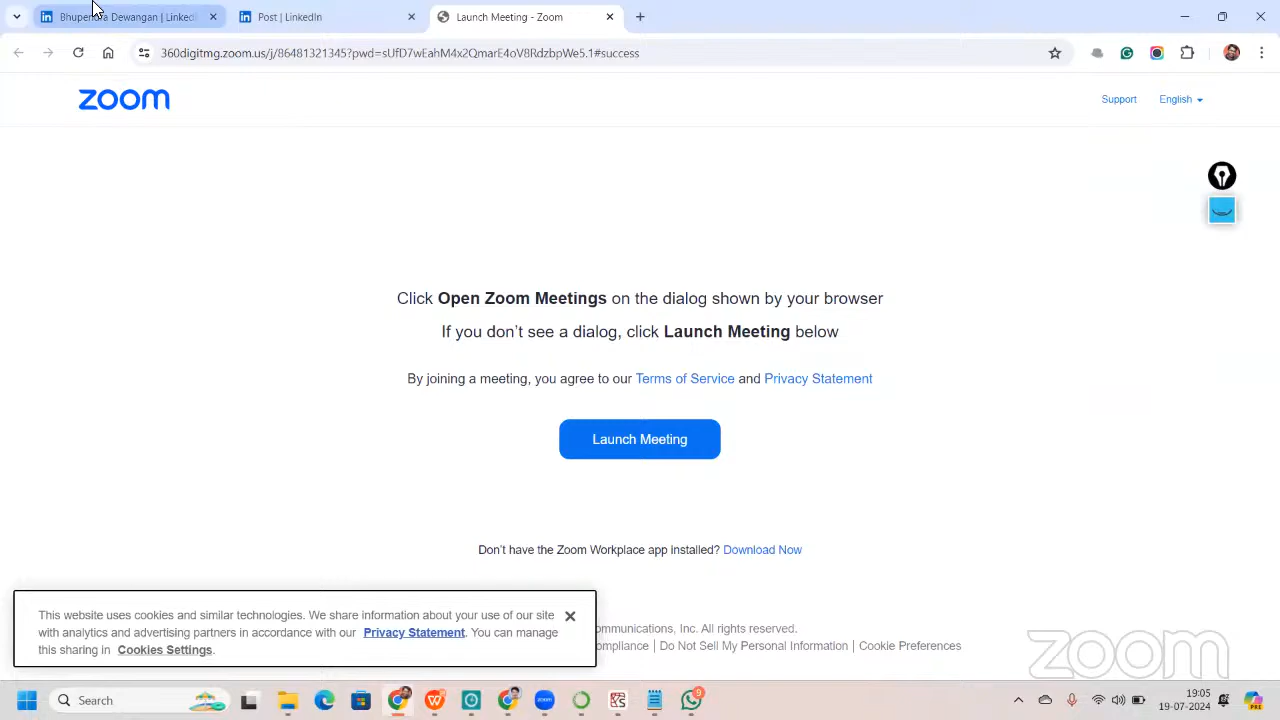 Bhupendra Dewangan | LinkedI
Post | LinkedIn
Launch Meeting - Zoom
360digitmg.zoom.us/j/86481321345?pwd=sUfD7wEahM4x2QmarE4oV8RdzbpWe5.1#success
zoom
Support
English
Click Open Zoom Meetings on the dialog shown by your browser
If you don't see a dialog, click Launch Meeting below
By joining a meeting, you agree to our Terms of Service and Privacy Statement
Launch Meeting
Don't have the Zoom Workplace app installed? Download Now
This website uses cookies and similar technologies. We share information about your use of our site
with analytics and advertising partners in accordance with our Privacy Statement. You can manage
this sharing in Cookies Settings.
ommunications, Inc. All rights reserved.
ompliance | Do Not Sell My Personal Information | Cookie Preferences
zoom
Search
zoom
9
19:05
19-07-2024
PRE